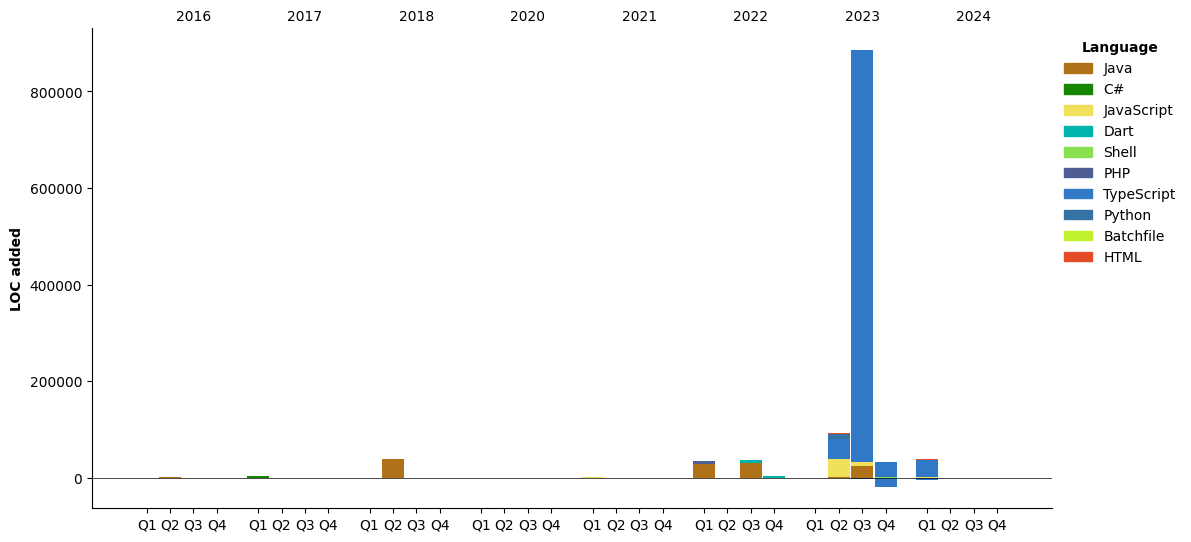 2016 2017 2018 2020 2021 2022 2023 2024
Language
Java
C#
JavaScript
Dart
Shell
PHP
TypeScript
Python
Batchfile
HTML
LOC added
800000
600000
400000
200000
0
Q1 Q2 Q3 Q4 Q1 Q2 Q3 Q4 Q1 Q2 Q3 Q4 Q1 Q2 Q3 Q4 Q1 Q2 Q3 Q4 Q1 Q2 Q3 Q4 Q1 Q2 Q3 Q4 Q1 Q2 Q3 Q4